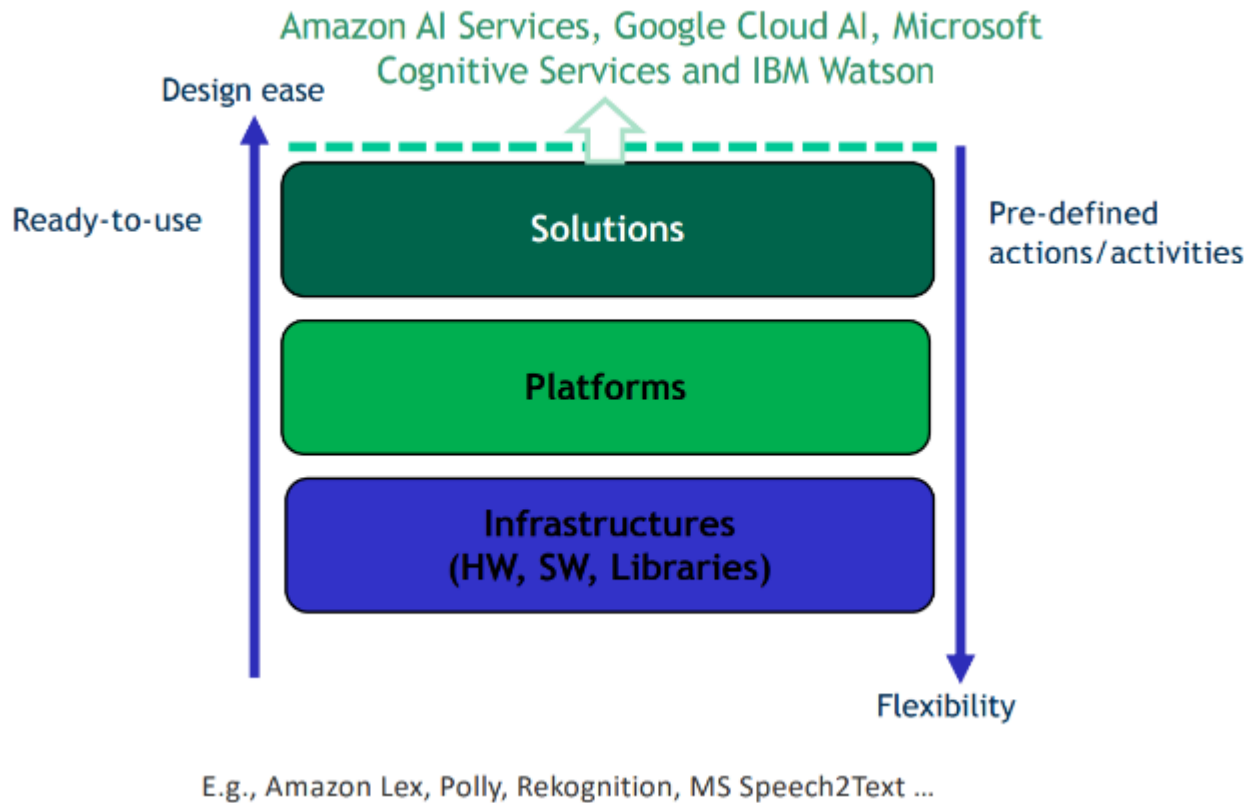 Amazon AI Services, Google Cloud AI, Microsoft
Cognitive Services and IBM Watson
Design ease
Ready-to-use
Solutions
Pre-defined
actions/activities
Platforms
Infrastructures
(HW, SW, Libraries)
Flexibility
E.g., Amazon Lex, Polly, Rekognition, MS Speech2Text ...